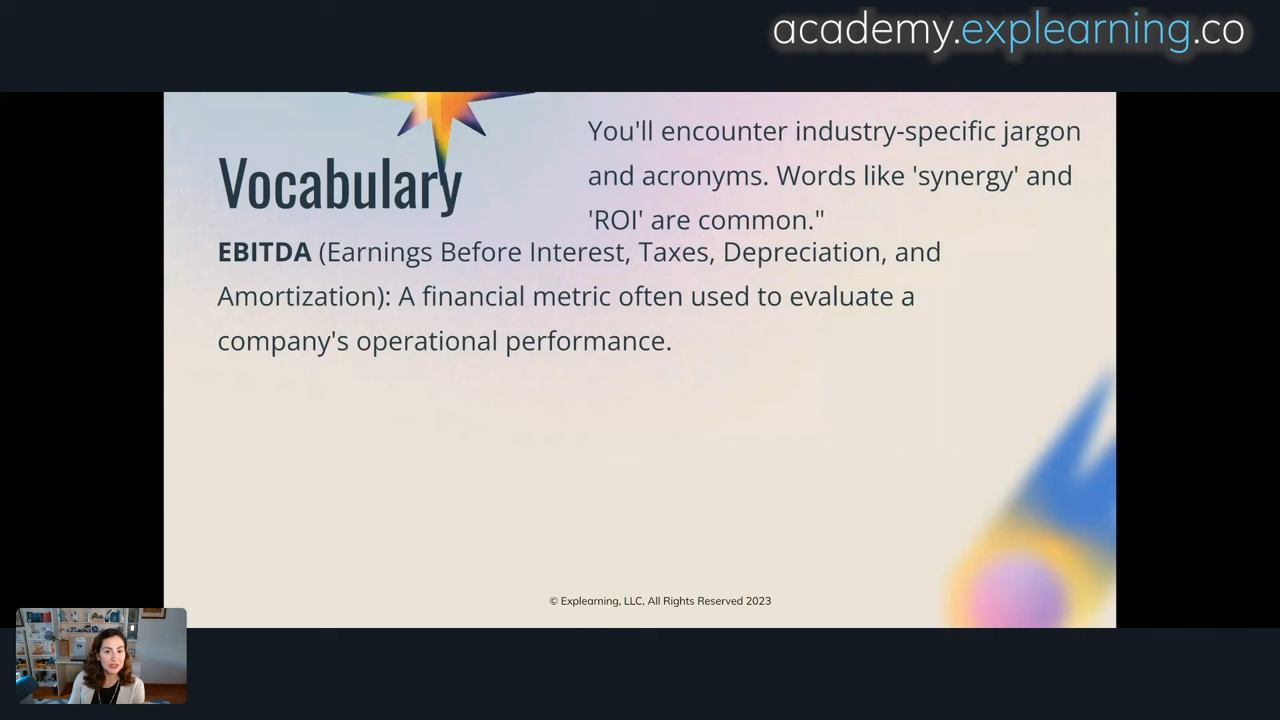 academy.explearning.co
You'll encounter industry-specific jargon
and acronyms. Words like 'synergy' and
'ROI' are common."
Vocabulary
EBITDA (Earnings Before Interest, Taxes, Depreciation, and
Amortization): A financial metric often used to evaluate a
company's operational performance.
© Explearning, LLC, All Rights Reserved 2023